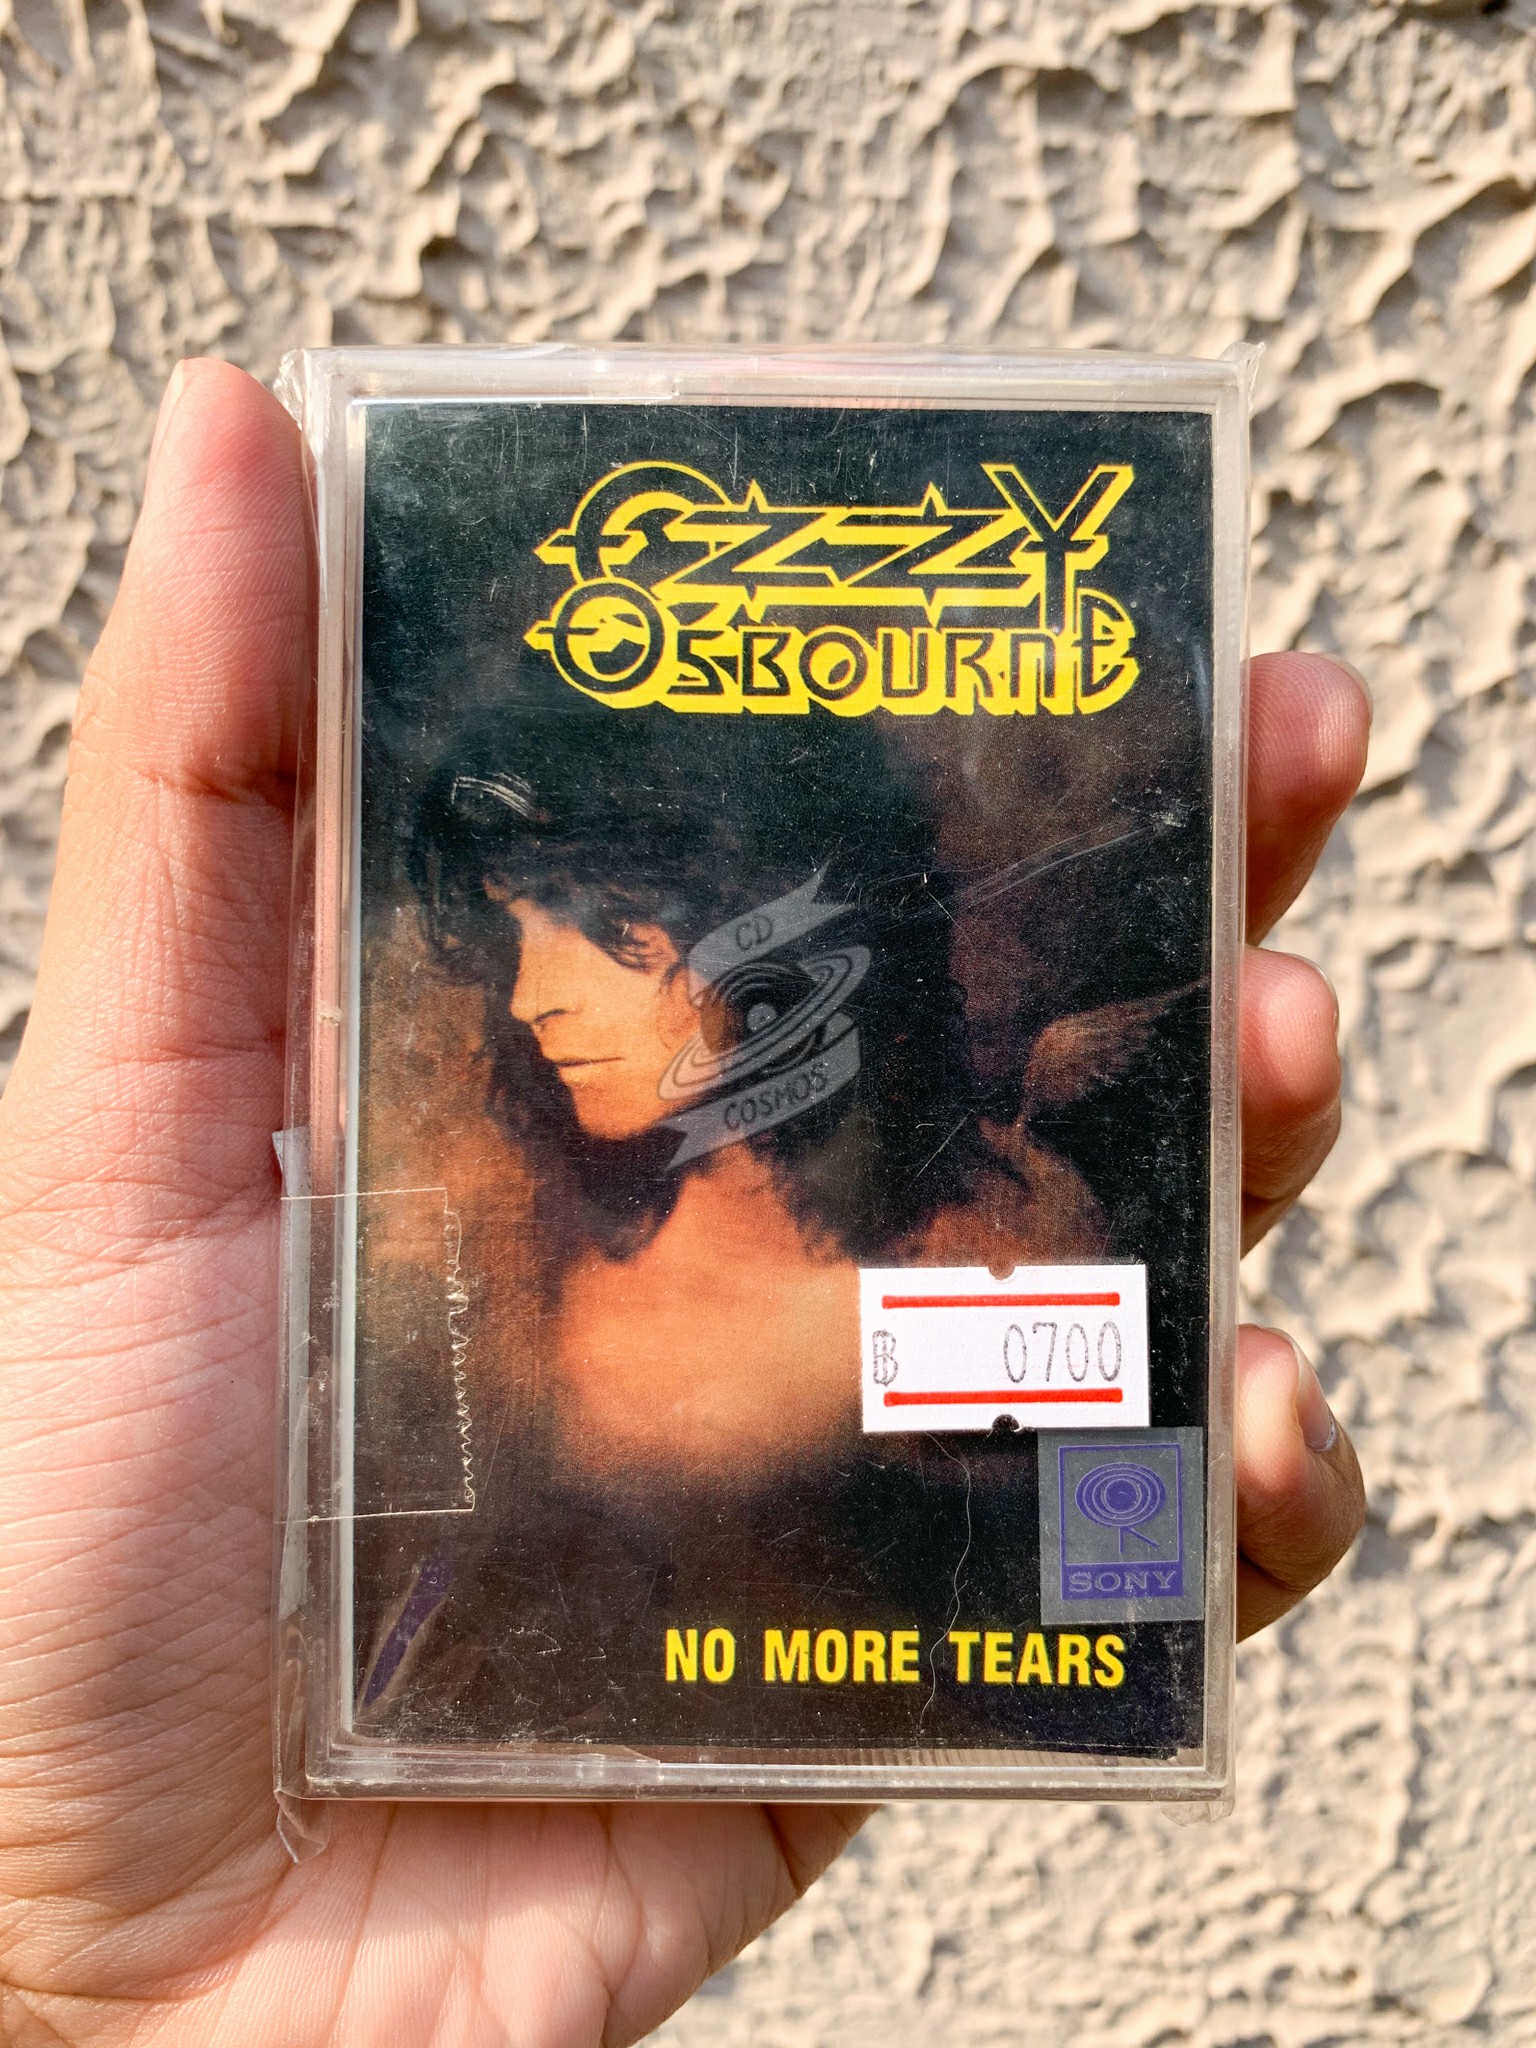 OZZY
OSBOURNE
CD
COSMOS
฿ 0700
SONY
NO MORE TEARS